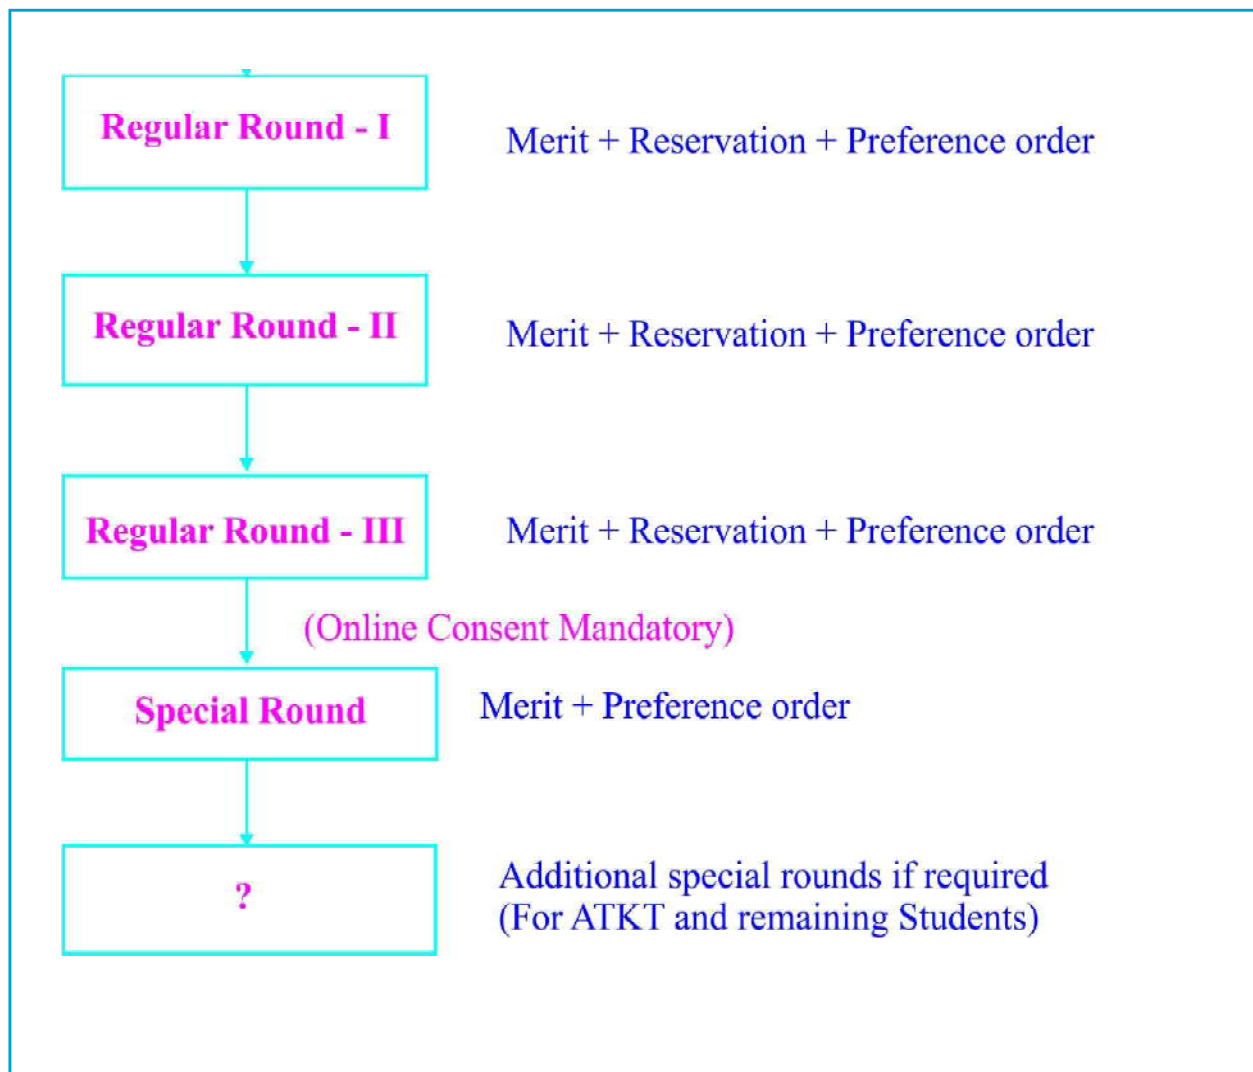 Regular Round - I
Merit + Reservation + Preference order
Regular Round - II
Merit + Reservation + Preference order
Regular Round - III
Merit + Reservation + Preference order
(Online Consent Mandatory)
Special Round
Merit + Preference order
?
Additional special rounds if required
(For ATKT and remaining Students)